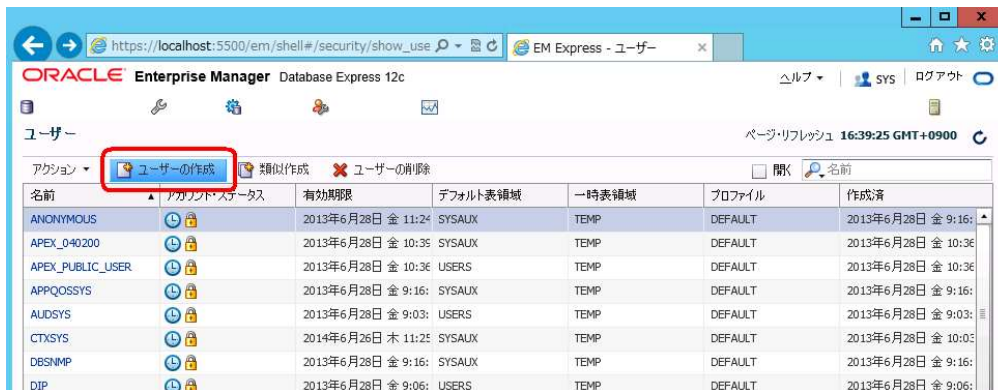 https://localhost:5500/em/shell#/security/show_use
EM Express - ユーザー
ORACLE Enterprise Manager Database Express 12c
ヘルプ SYS ログアウト
ユーザー
ページ・リフレッシュ 16:39:25 GMT+0900
アクション ユーザーの作成 類似作成 ユーザーの削除 開く 名前
名前 アカウント・ステータス 有効期限 デフォルト表領域 一時表領域 プロファイル 作成済
ANONYMOUS 2013年6月28日 金 11:24 SYSAUX TEMP DEFAULT 2013年6月28日 金 9:16:
APEX_040200 2013年6月28日 金 10:39 SYSAUX TEMP DEFAULT 2013年6月28日 金 10:36
APEX_PUBLIC_USER 2013年6月28日 金 10:36 USERS TEMP DEFAULT 2013年6月28日 金 10:36
APPQOSSYS 2013年6月28日 金 9:16: SYSAUX TEMP DEFAULT 2013年6月28日 金 9:16:
AUDSYS 2013年6月28日 金 9:03: USERS TEMP DEFAULT 2013年6月28日 金 9:03:
CTXSYS 2014年6月26日 木 11:25 SYSAUX TEMP DEFAULT 2013年6月28日 金 10:03
DBSNMP 2013年6月28日 金 9:16: SYSAUX TEMP DEFAULT 2013年6月28日 金 9:16:
DIP 2013年6月28日 金 9:06: USERS TEMP DEFAULT 2013年6月28日 金 9:06: